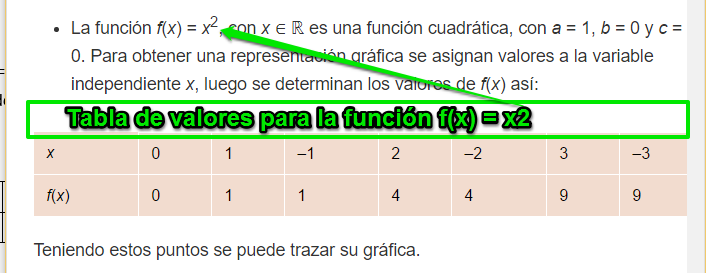 • La función f(x) = x², con x ∈ ℝ es una función cuadrática, con a = 1, b = 0 y c =
0. Para obtener una representación gráfica se asignan valores a la variable
independiente x, luego se determinan los valores de f(x) así:
Tabla de valores para la función f(x) = x2
x 0 1 –1 2 –2 3 –3
f(x) 0 1 1 4 4 9 9
Teniendo estos puntos se puede trazar su gráfica.